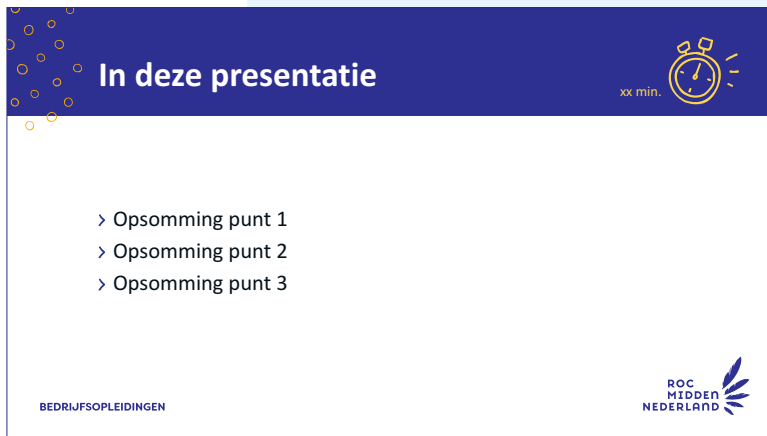 In deze presentatie
xx min.
Opsomming punt 1
Opsomming punt 2
Opsomming punt 3
BEDRIJFSOPLEIDINGEN
ROC
MIDDEN
NEDERLAND